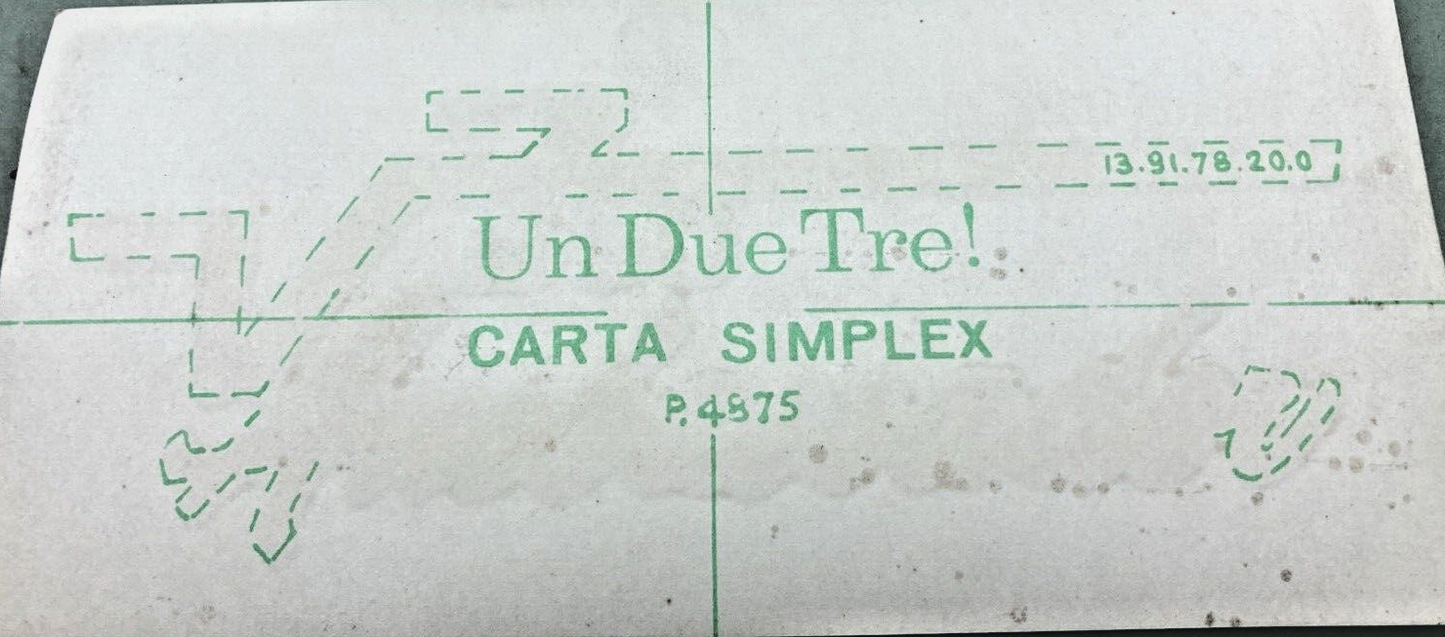 13.91.78.20.0
Un Due Tre!
CARTA SIMPLEX
P.4875